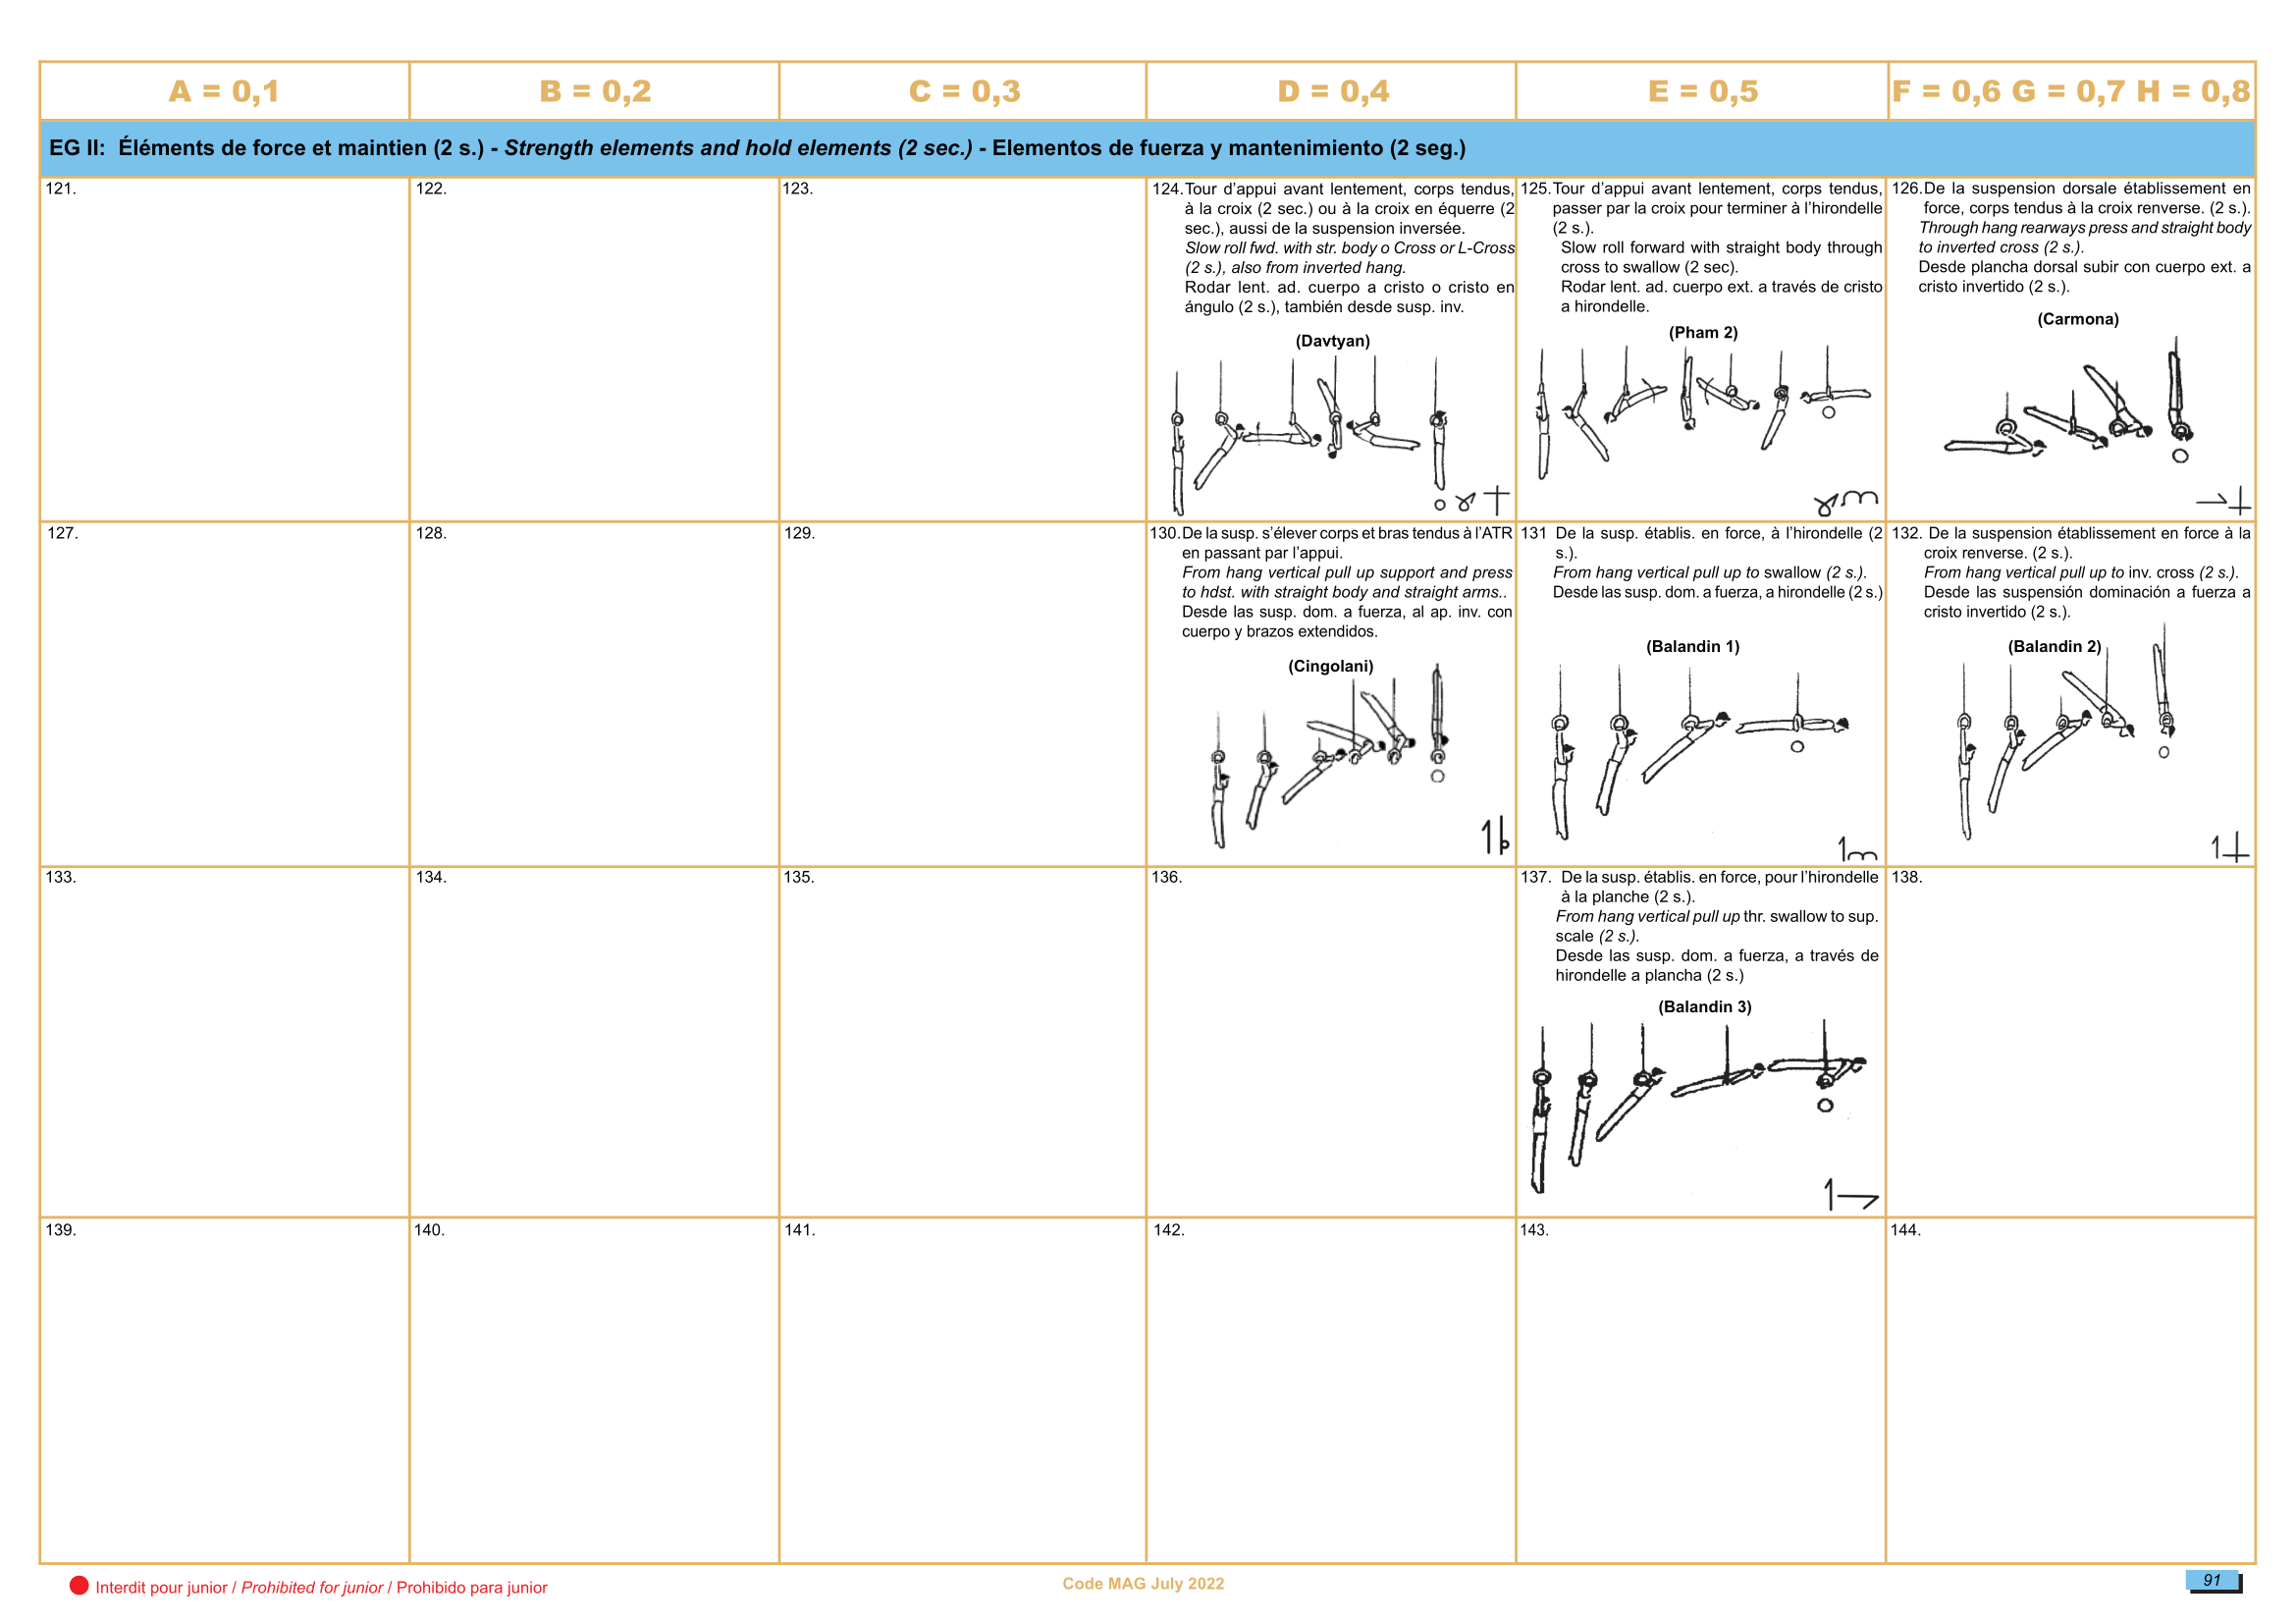 A = 0,1
B = 0,2
C = 0,3
D = 0,4
E = 0,5
F = 0,6 G = 0,7 H = 0,8
EG II: Éléments de force et maintien (2 s.) - Strength elements and hold elements (2 sec.) - Elementos de fuerza y mantenimiento (2 seg.)
121.
122.
123.
124.Tour d'appui avant lentement, corps tendus,
à la croix (2 sec.) ou à la croix en équerre (2
sec.), aussi de la suspension inversée.
Slow roll fwd. with str. body o Cross or L-Cross
(2 s.), also from inverted hang.
Rodar lent. ad. cuerpo a cristo o cristo en
ángulo (2 s.), también desde susp. inv.
(Davtyan)
125.Tour d'appui avant lentement, corps tendus,
passer par la croix pour terminer à l'hirondelle
(2 s.).
Slow roll forward with straight body through
cross to swallow (2 sec).
Rodar lent. ad. cuerpo ext. a través de cristo
a hirondelle.
(Pham 2)
126.De la suspension dorsale établissement en
force, corps tendus à la croix renverse. (2 s.).
Through hang rearways press and straight body
to inverted cross (2 s.).
Desde plancha dorsal subir con cuerpo ext. a
cristo invertido (2 s.).
(Carmona)
127.
128.
129.
130.De la susp. s'élever corps et bras tendus à l'ATR
en passant par l'appui.
From hang vertical pull up support and press
to hdst. with straight body and straight arms..
Desde las susp. dom. a fuerza, al ap. inv. con
cuerpo y brazos extendidos.
(Cingolani)
131 De la susp. établis. en force, à l'hirondelle (2
s.).
From hang vertical pull up to swallow (2 s.).
Desde las susp. dom. a fuerza, a hirondelle (2 s.)
(Balandin 1)
132. De la suspension établissement en force à la
croix renverse. (2 s.).
From hang vertical pull up to inv. cross (2 s.).
Desde las suspensión dominación a fuerza a
cristo invertido (2 s.).
(Balandin 2)
133.
134.
135.
136.
137. De la susp. établis. en force, pour l'hirondelle
à la planche (2 s.).
From hang vertical pull up thr. swallow to sup.
scale (2 s.).
Desde las susp. dom. a fuerza, a través de
hirondelle a plancha (2 s.)
(Balandin 3)
138.
139.
140.
141.
142.
143.
144.
Interdit pour junior / Prohibited for junior / Prohibido para junior
Code MAG July 2022
91